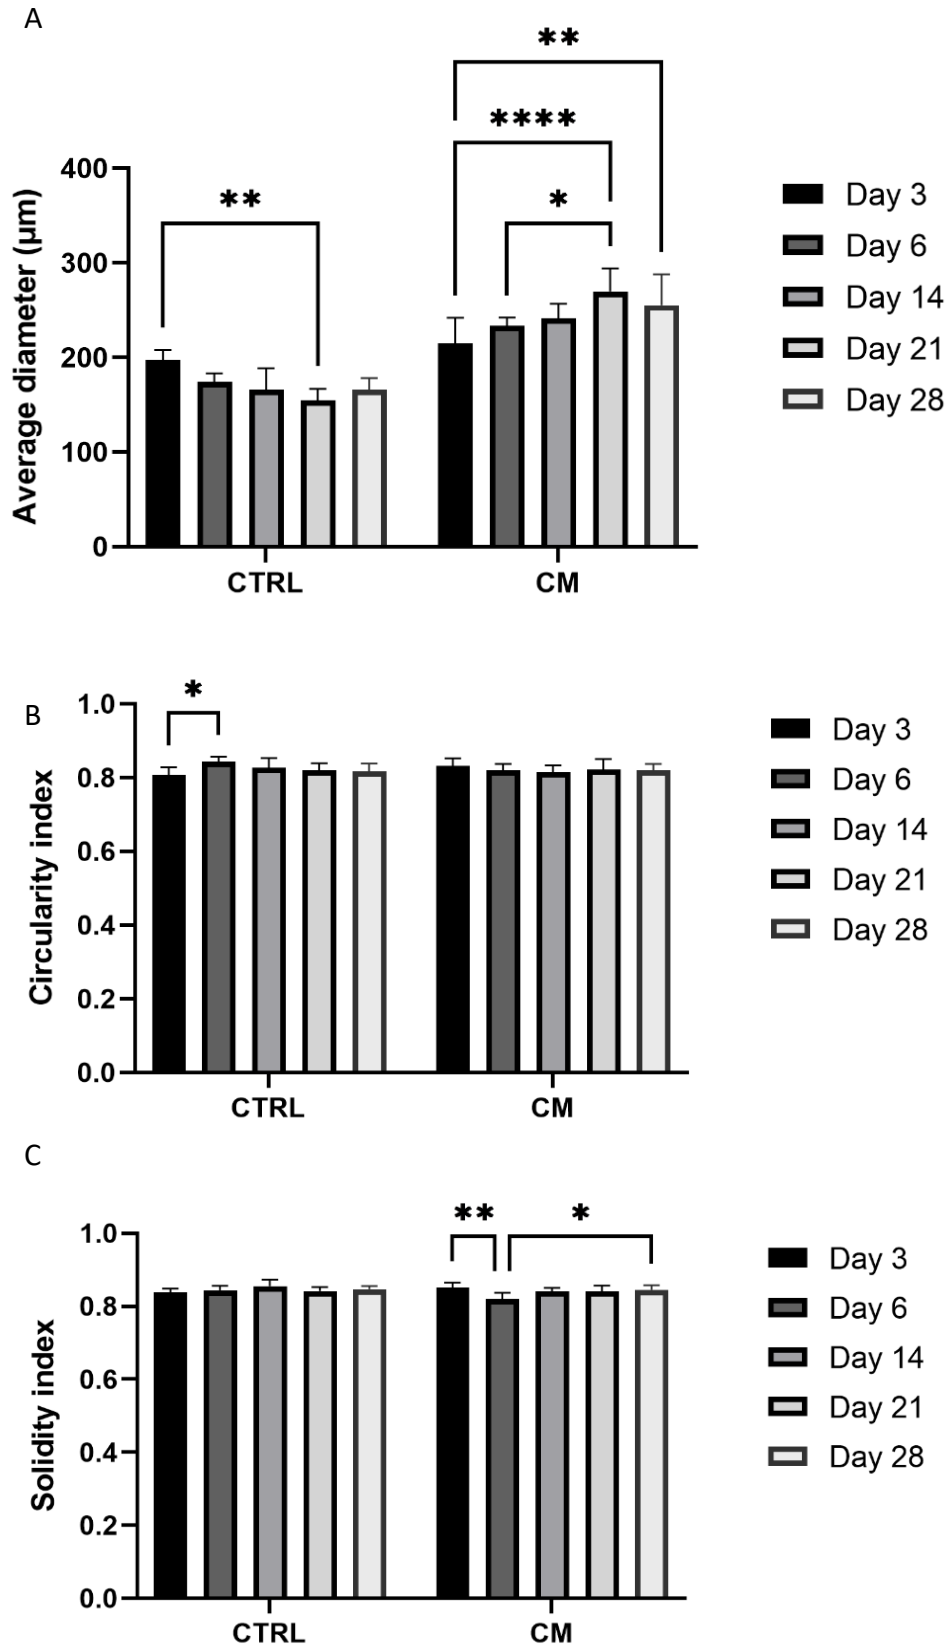 A
**
****
**
*
400
300
200
100
0
Average diameter (µm)
CTRL
CM
Day 3
Day 6
Day 14
Day 21
Day 28
B
*
1.0
0.8
0.6
0.4
0.2
0.0
Circularity index
CTRL
CM
Day 3
Day 6
Day 14
Day 21
Day 28
C
**
*
1.0
0.8
0.6
0.4
0.2
0.0
Solidity index
CTRL
CM
Day 3
Day 6
Day 14
Day 21
Day 28